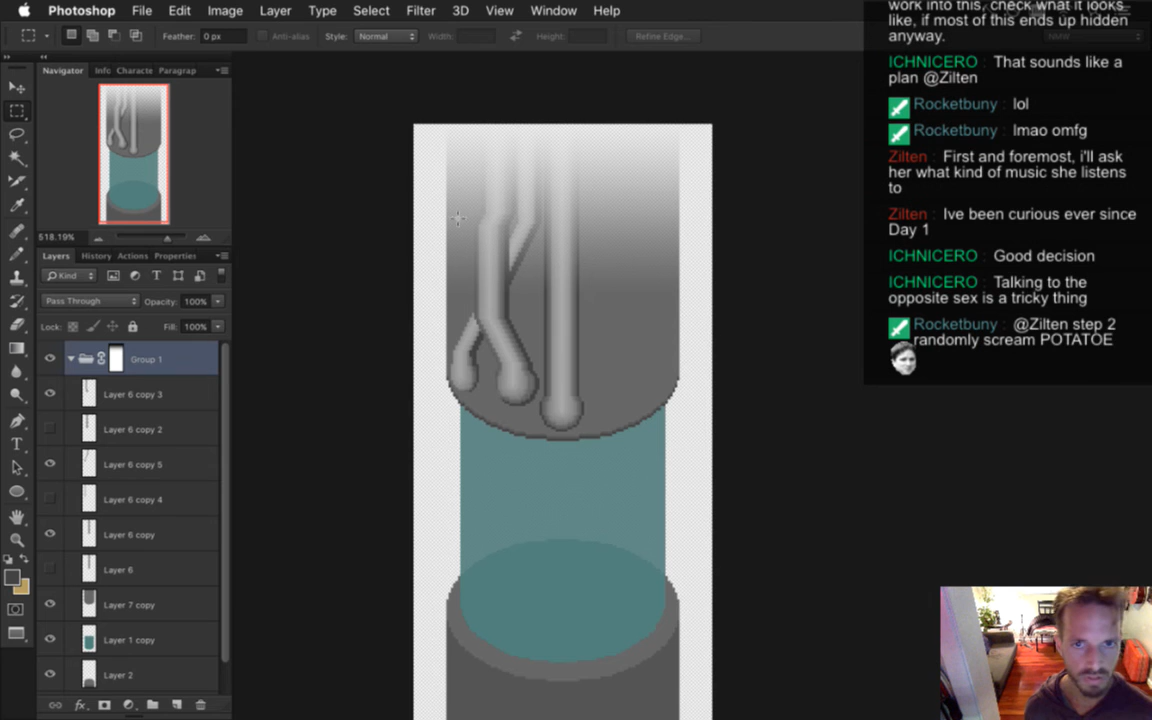 Photoshop File Edit Image Layer Type Select Filter 3D View Window Help
Feather: 0 px Anti-alias Style: Normal Width: Height: Refine Edge...
Navigator Info Characte Paragrap
518.19%
Layers History Actions Properties
Kind
Pass Through Opacity: 100%
Lock: Fill: 100%
Group 1
Layer 6 copy 3
Layer 6 copy 2
Layer 6 copy 5
Layer 6 copy 4
Layer 6 copy
Layer 6
Layer 7 copy
Layer 1 copy
Layer 2
work into this, check what it looks
like, if most of this ends up hidden
anyway.
ICHNICERO : That sounds like a
plan @Zilten
Rocketbuny : lol
Rocketbuny : lmao omfg
Zilten : First and foremost, i'll ask
her what kind of music she listens
to
Zilten : Ive been curious ever since
Day 1
ICHNICERO : Good decision
ICHNICERO : Talking to the
opposite sex is a tricky thing
Rocketbuny : @Zilten step 2
randomly scream POTATOE